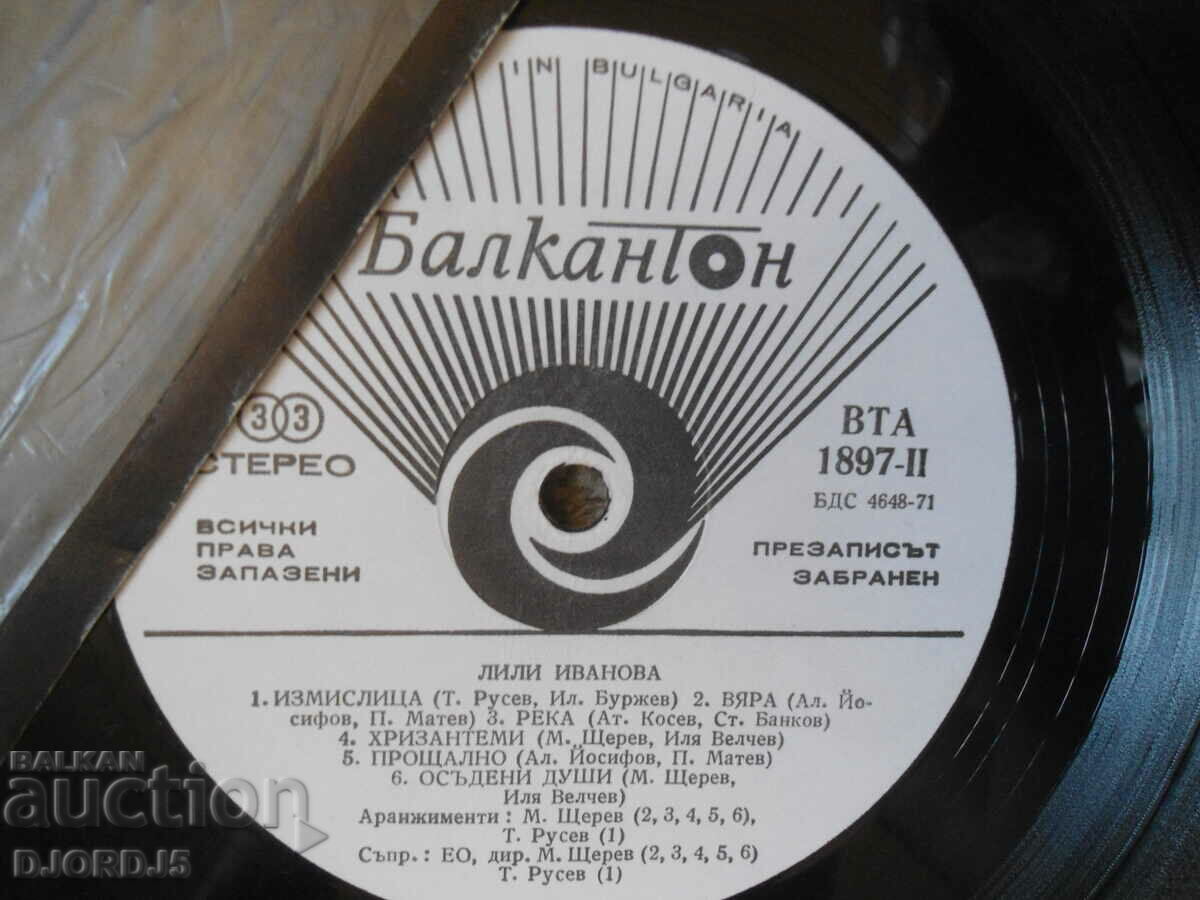 IN BULGARIA
Балкантон
33
СТЕРЕО
ВСИЧКИ
ПРАВА
ЗАПАЗЕНИ
ВТА
1897-II
БДС 4648-71
ПРЕЗАПИСЪТ
ЗАБРАНЕН
ЛИЛИ ИВАНОВА
1. ИЗМИСЛИЦА (Т. Русев, Ил. Буржев) 2. ВЯРА (Ал. Йо-
сифов, П. Матев) 3. РЕКА (Ат. Косев, Ст. Банков)
4. ХРИЗАНТЕМИ (М. Щерев, Иля Велчев)
5. ПРОЩАЛНО (Ал. Йосифов, П. Матев)
6. ОСЪДЕНИ ДУШИ (М. Щерев,
Иля Велчев)
Аранжименти : М. Щерев (2, 3, 4, 5, 6),
Т. Русев (1)
Съпр. : ЕО, дир. М. Щерев (2, 3, 4, 5, 6)
Т. Русев (1)
BALKAN
auction
DJORD_J5